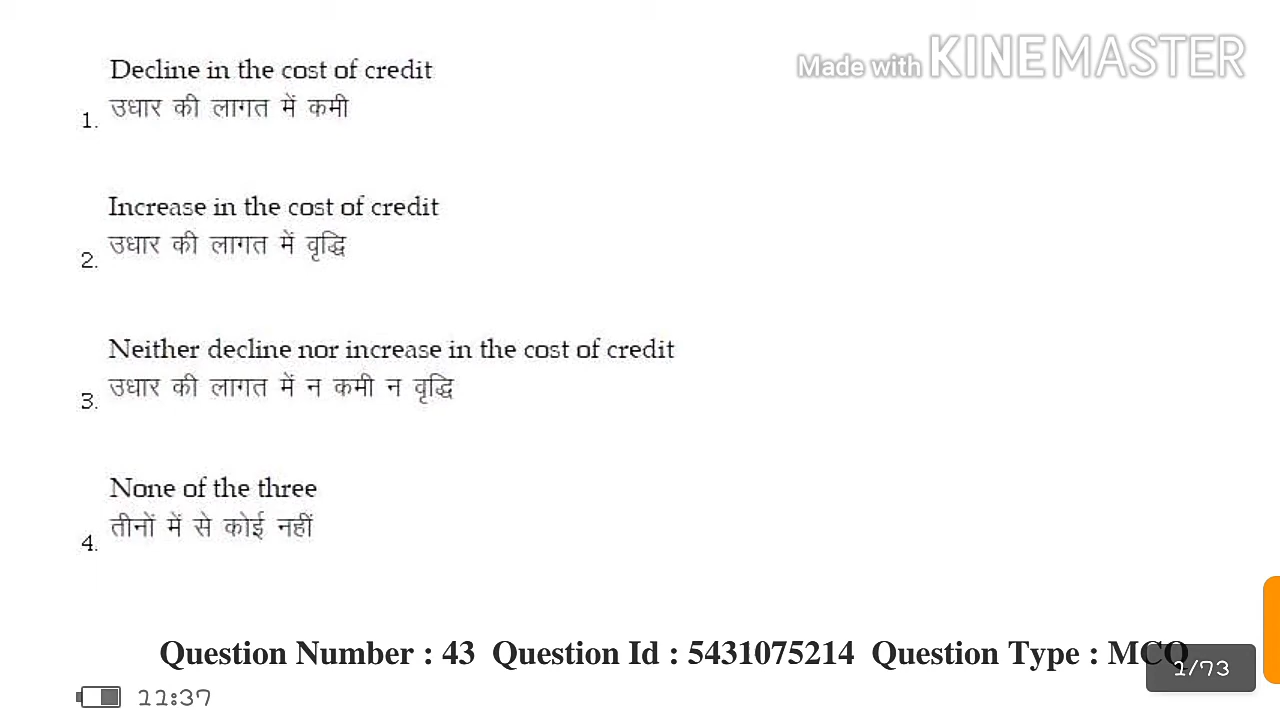 Made with KINEMASTER
Decline in the cost of credit
उधार की लागत में कमी
1.
Increase in the cost of credit
उधार की लागत में वृद्धि
2.
Neither decline nor increase in the cost of credit
उधार की लागत में न कमी न वृद्धि
3.
None of the three
तीनों में से कोई नहीं
4.
Question Number : 43 Question Id : 5431075214 Question Type : MCQ
1/73
22:37